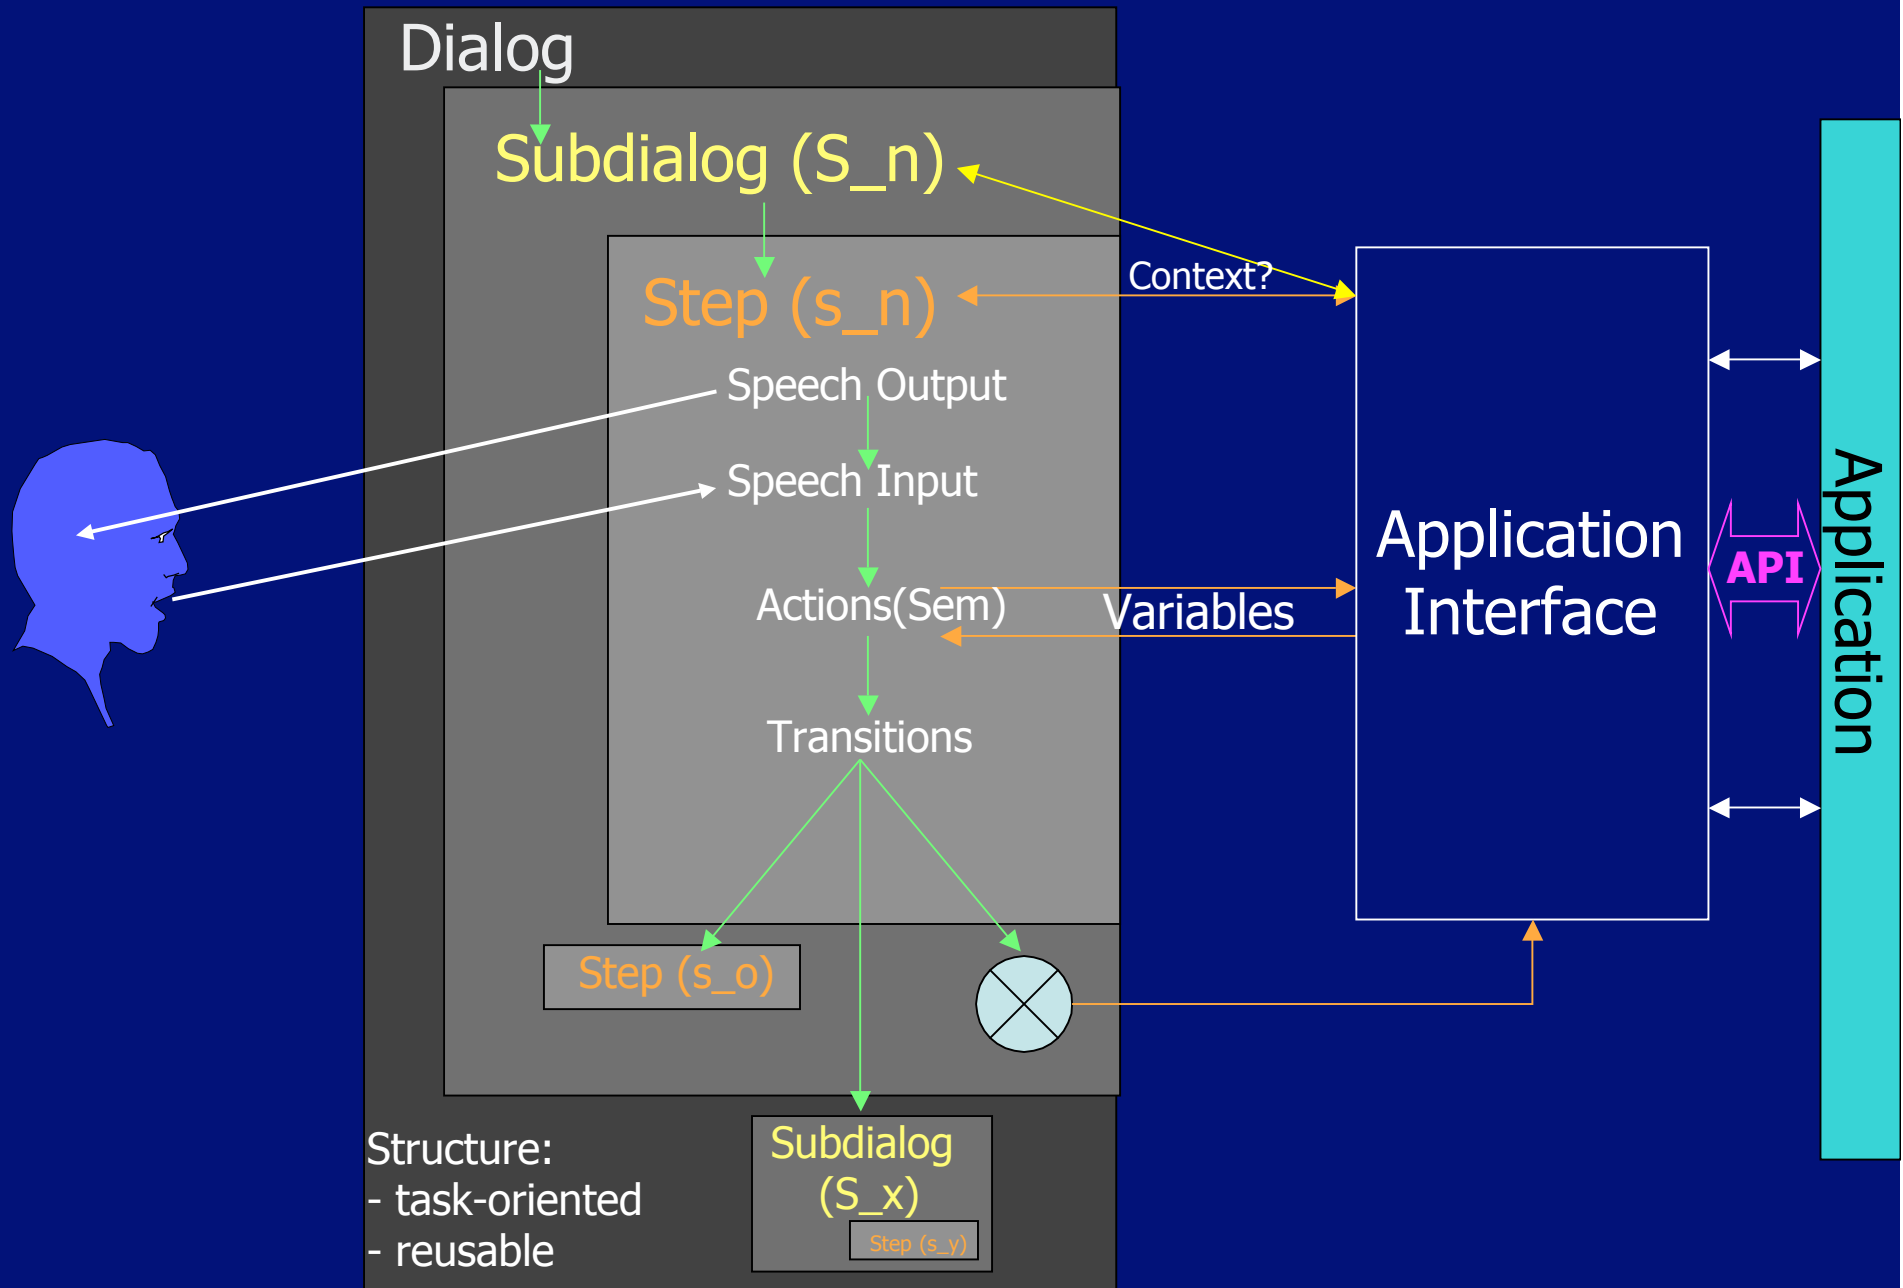 Dialog
Subdialog (S_n)
Step (s_n)
Context?
Speech Output
Speech Input
Actions(Sem)
Variables
Transitions
Application
Interface
API
Application
Step (s_o)
Subdialog
(S_x)
Step (s_y)
Structure:
- task-oriented
- reusable